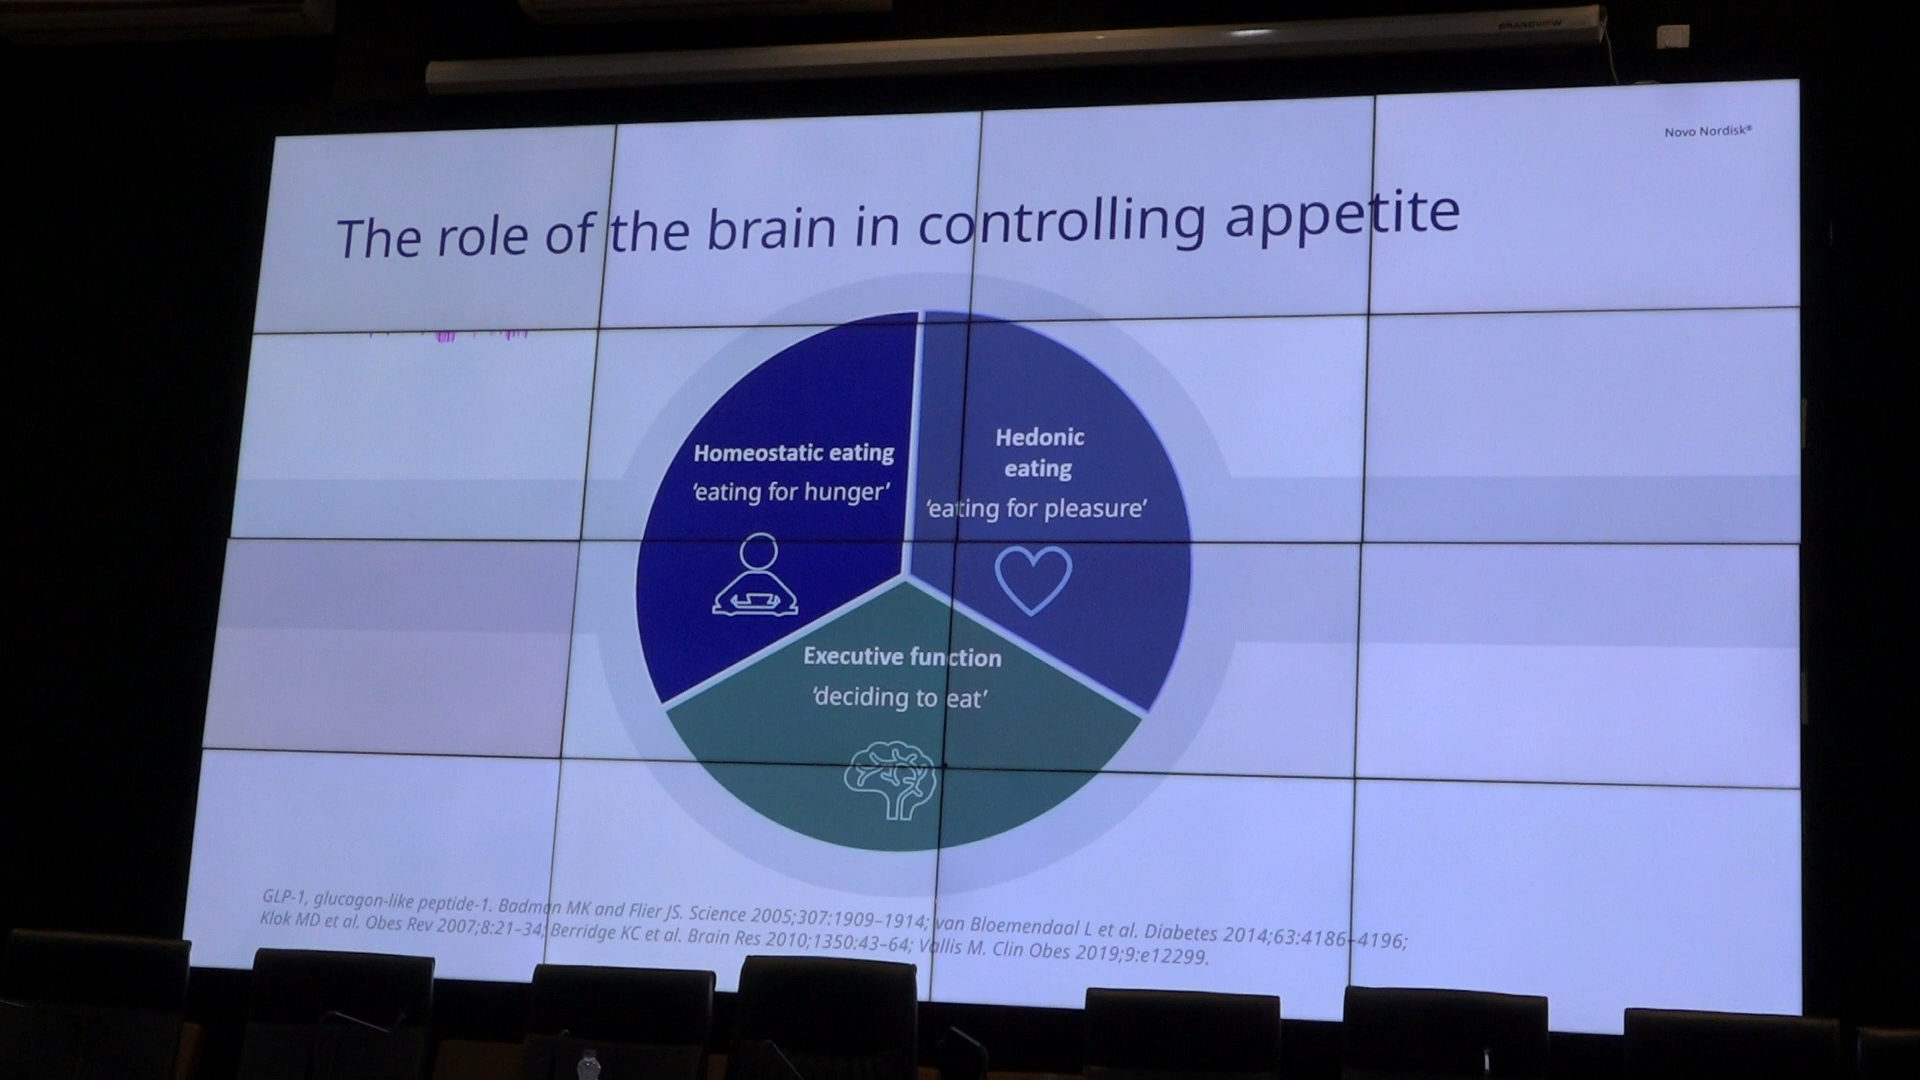 BRANDVIEW
Novo Nordisk®
The role of the brain in controlling appetite
Homeostatic eating
‘eating for hunger’
Hedonic
eating
‘eating for pleasure’
Executive function
‘deciding to eat’
GLP-1, glucagon-like peptide-1. Badman MK and Flier JS. Science 2005;307:1909–1914; van Bloemendaal L et al. Diabetes 2014;63:4186–4196;
Klok MD et al. Obes Rev 2007;8:21–34; Berridge KC et al. Brain Res 2010;1350:43–64; Vallis M. Clin Obes 2019;9:e12299.